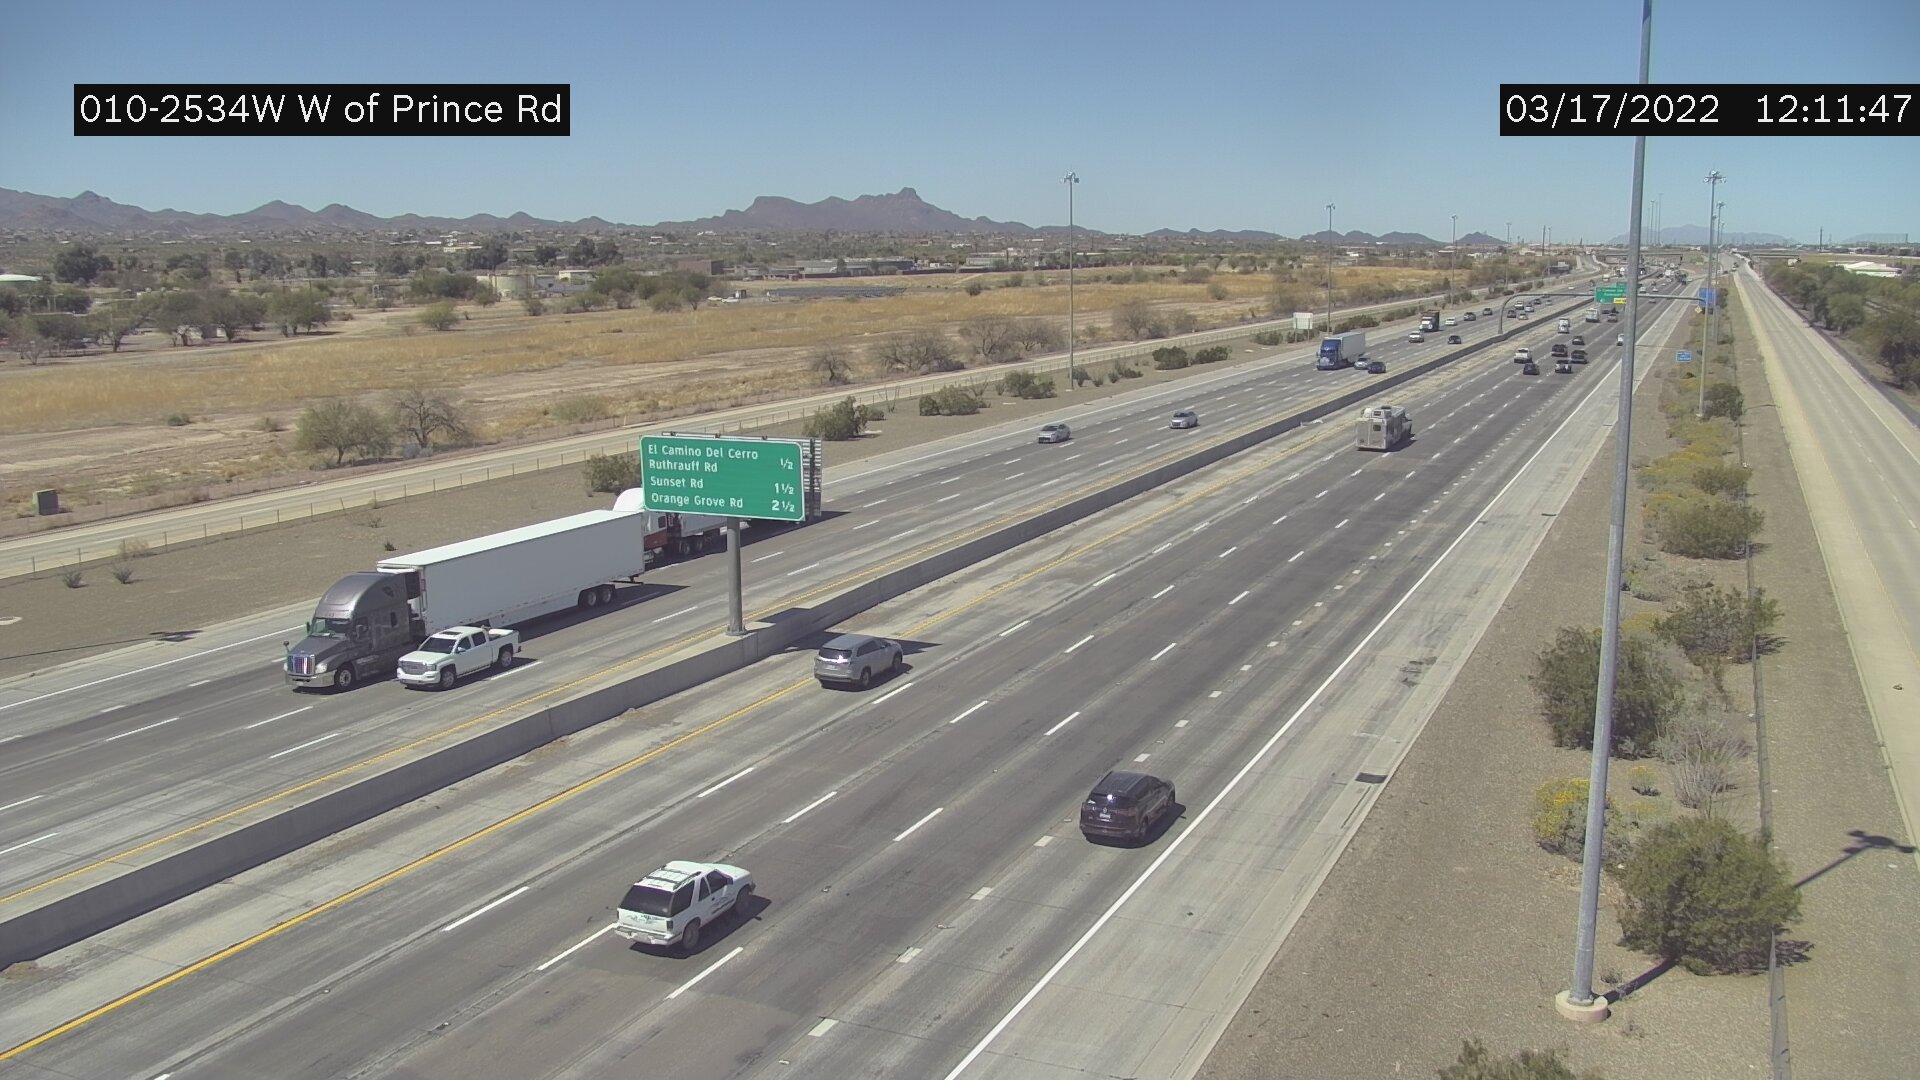 010-2534W W of Prince Rd
03/17/2022 12:11:47
El Camino Del Cerro
Ruthrauff Rd 1/2
Sunset Rd 1 1/2
Orange Grove Rd 2 1/2